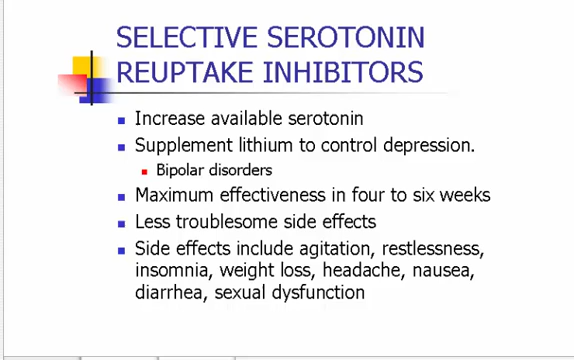 SELECTIVE SEROTONIN
REUPTAKE INHIBITORS
Increase available serotonin
Supplement lithium to control depression.
Bipolar disorders
Maximum effectiveness in four to six weeks
Less troublesome side effects
Side effects include agitation, restlessness,
insomnia, weight loss, headache, nausea,
diarrhea, sexual dysfunction